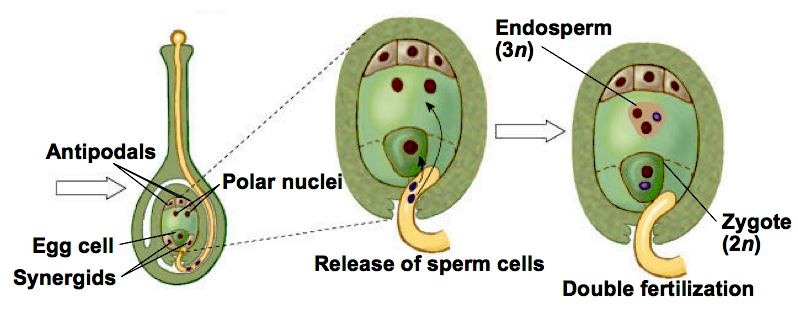 Antipodals
Polar nuclei
Egg cell
Synergids
Release of sperm cells
Endosperm
(3n)
Zygote
(2n)
Double fertilization